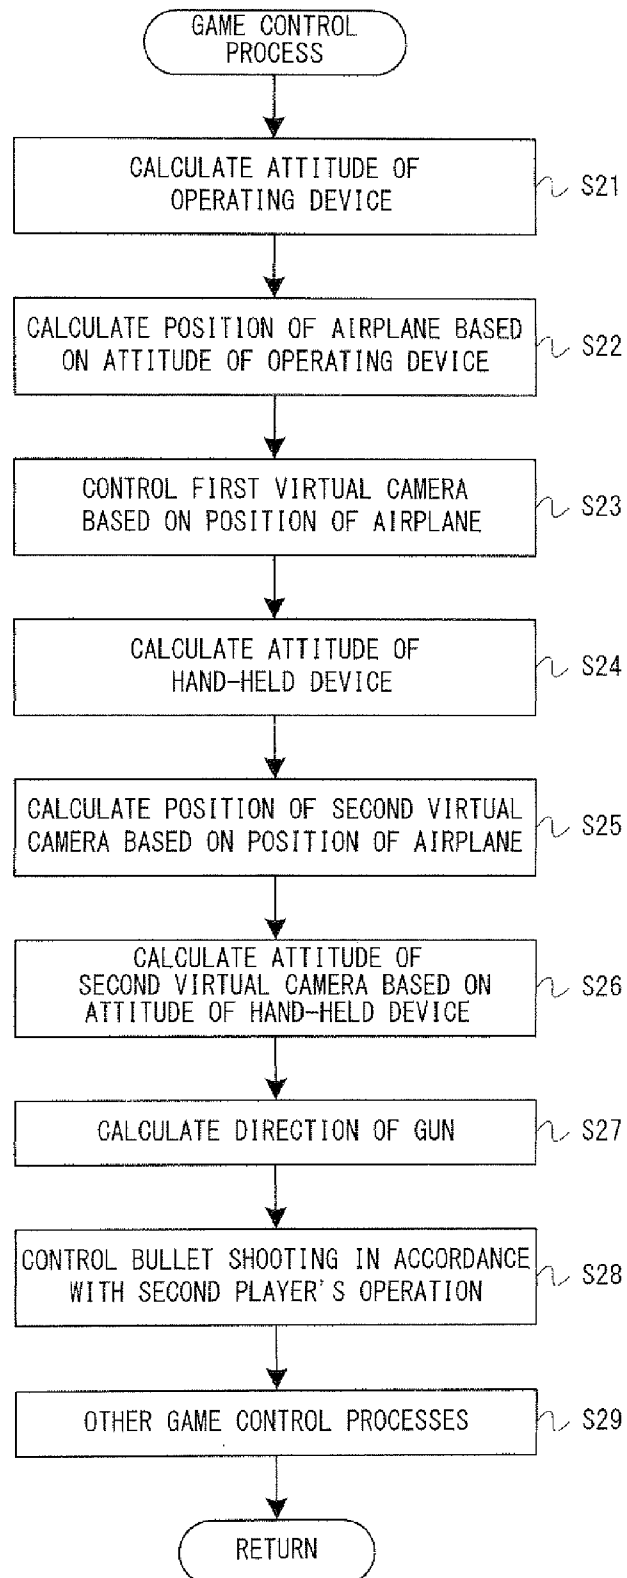 GAME CONTROL
PROCESS
CALCULATE ATTITUDE OF
OPERATING DEVICE
S21
CALCULATE POSITION OF AIRPLANE BASED
ON ATTITUDE OF OPERATING DEVICE
S22
CONTROL FIRST VIRTUAL CAMERA
BASED ON POSITION OF AIRPLANE
S23
CALCULATE ATTITUDE OF
HAND-HELD DEVICE
S24
CALCULATE POSITION OF SECOND VIRTUAL
CAMERA BASED ON POSITION OF AIRPLANE
S25
CALCULATE ATTITUDE OF
SECOND VIRTUAL CAMERA BASED ON
ATTITUDE OF HAND-HELD DEVICE
S26
CALCULATE DIRECTION OF GUN
S27
CONTROL BULLET SHOOTING IN ACCORDANCE
WITH SECOND PLAYER'S OPERATION
S28
OTHER GAME CONTROL PROCESSES
S29
RETURN